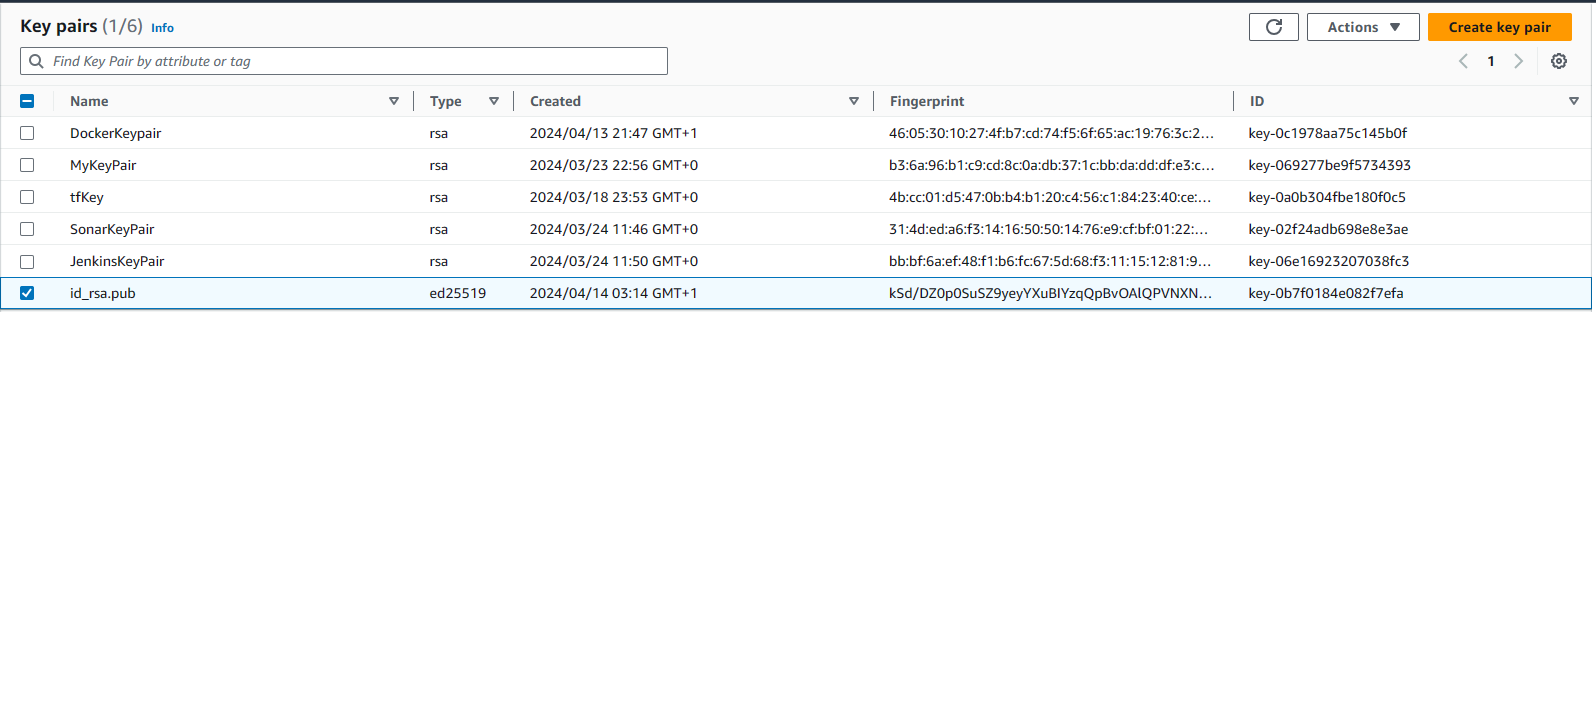 Key pairs (1/6) Info
Actions
Create key pair
Find Key Pair by attribute or tag
1
Name Type Created Fingerprint ID
DockerKeypair rsa 2024/04/13 21:47 GMT+1 46:05:30:10:27:4f:b7:cd:74:f5:6f:65:ac:19:76:3c:2... key-0c1978aa75c145b0f
MyKeyPair rsa 2024/03/23 22:56 GMT+0 b3:6a:96:b1:c9:cd:8c:0a:db:37:1c:bb:da:dd:df:e3:c... key-069277be9f5734393
tfKey rsa 2024/03/18 23:53 GMT+0 4b:cc:01:d5:47:0b:b4:b1:20:c4:56:c1:84:23:40:ce:... key-0a0b304fbe180f0c5
SonarKeyPair rsa 2024/03/24 11:46 GMT+0 31:4d:ed:a6:f3:14:16:50:50:14:76:e9:cf:bf:01:22:... key-02f24adb698e8e3ae
JenkinsKeyPair rsa 2024/03/24 11:50 GMT+0 bb:bf:6a:ef:48:f1:b6:fc:67:5d:68:f3:11:15:12:81:9... key-06e16923207038fc3
id_rsa.pub ed25519 2024/04/14 03:14 GMT+1 kSd/DZ0p0SuSZ9yeyYXuBIYzqQpBvOAlQPVNXN... key-0b7f0184e082f7efa